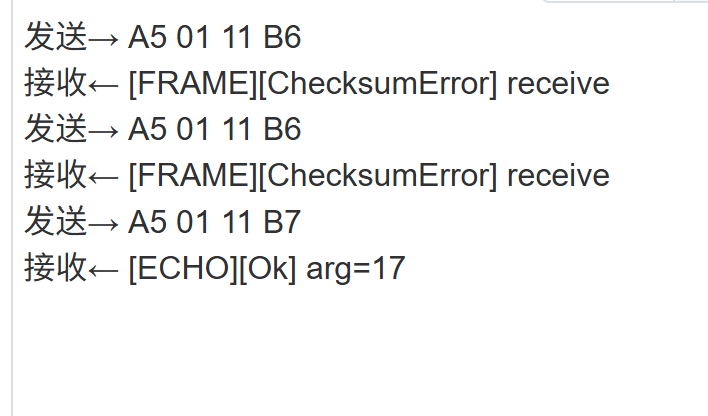 发送→ A5 01 11 B6
接收← [FRAME][ChecksumError] receive
发送→ A5 01 11 B6
接收← [FRAME][ChecksumError] receive
发送→ A5 01 11 B7
接收← [ECHO][Ok] arg=17